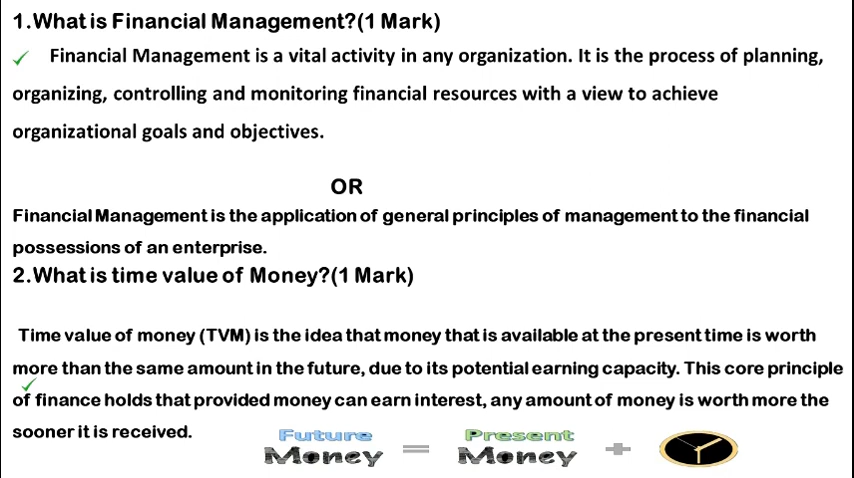 1.What is Financial Management?(1 Mark)
Financial Management is a vital activity in any organization. It is the process of planning,
organizing, controlling and monitoring financial resources with a view to achieve
organizational goals and objectives.
OR
Financial Management is the application of general principles of management to the financial
possessions of an enterprise.
2.What is time value of Money?(1 Mark)
Time value of money (TVM) is the idea that money that is available at the present time is worth
more than the same amount in the future, due to its potential earning capacity. This core principle
of finance holds that provided money can earn interest, any amount of money is worth more the
sooner it is received.
Future Present
Money = Money +